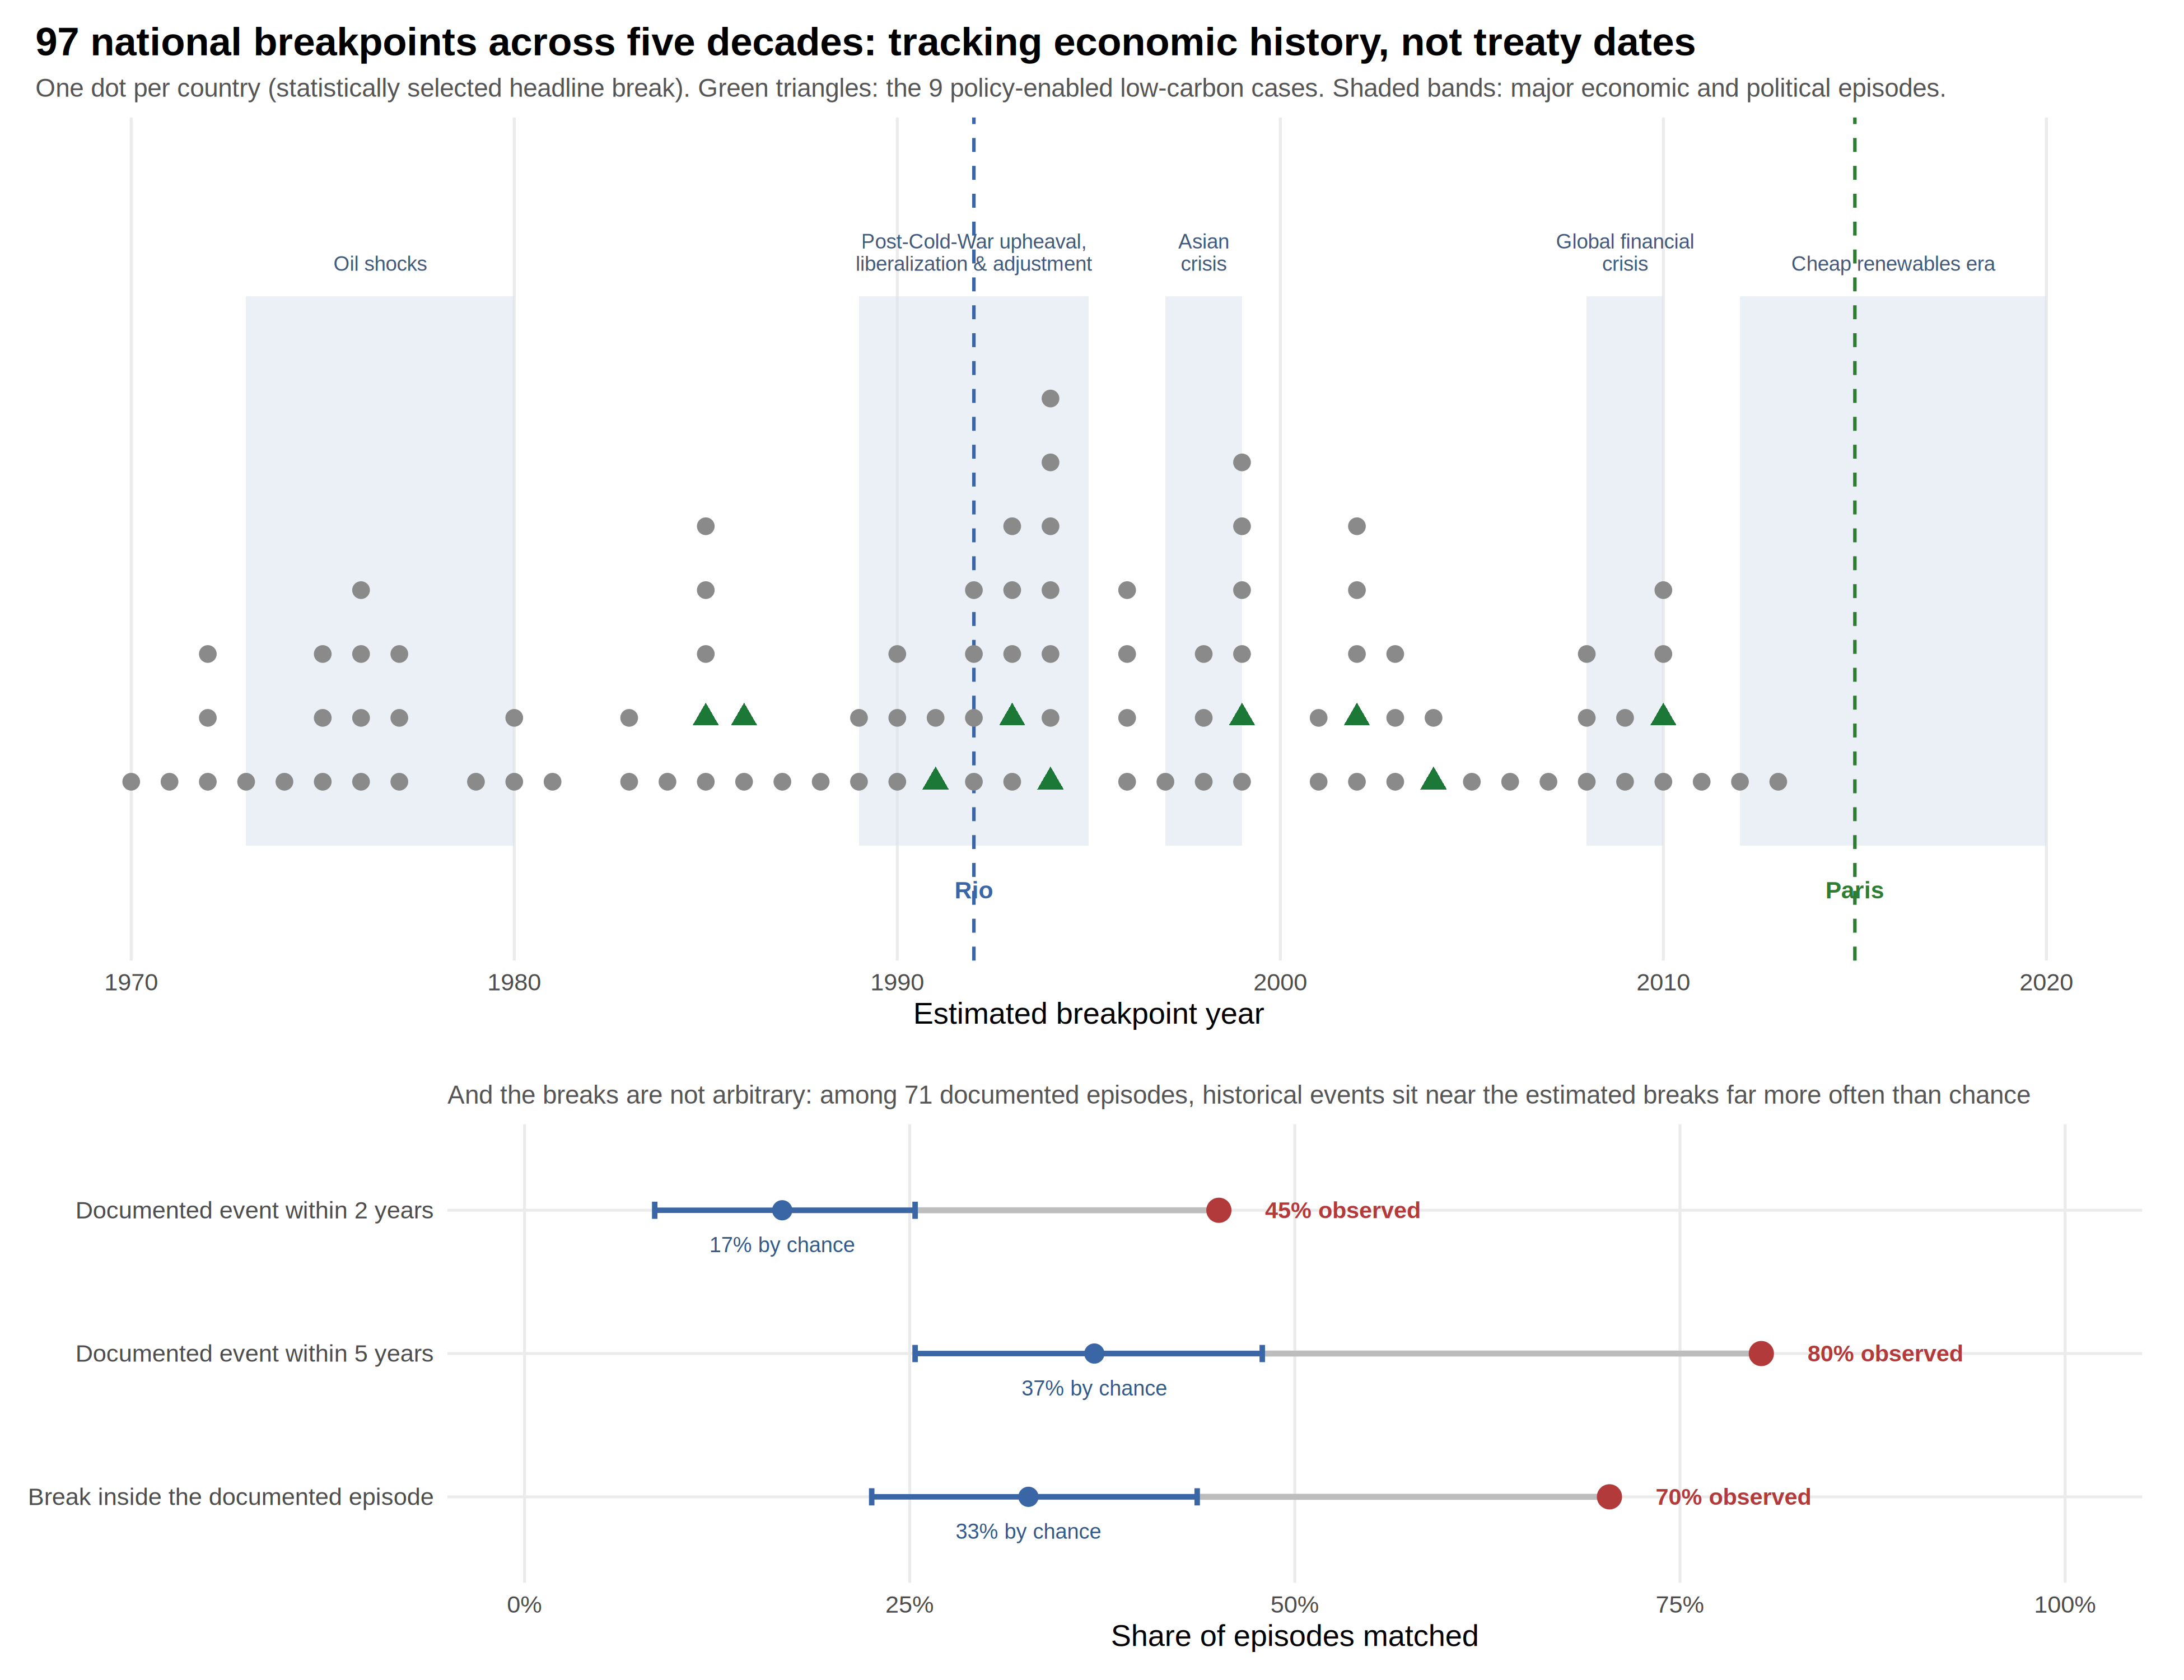 97 national breakpoints across five decades: tracking economic history, not treaty dates
One dot per country (statistically selected headline break). Green triangles: the 9 policy-enabled low-carbon cases. Shaded bands: major economic and political episodes.
Oil shocks
Post-Cold-War upheaval,
liberalization & adjustment
Asian
crisis
Global financial
crisis
Cheap renewables era
Rio
Paris
1970
1980
1990
2000
2010
2020
Estimated breakpoint year
And the breaks are not arbitrary: among 71 documented episodes, historical events sit near the estimated breaks far more often than chance
Documented event within 2 years
45% observed
17% by chance
Documented event within 5 years
80% observed
37% by chance
Break inside the documented episode
70% observed
33% by chance
0%
25%
50%
75%
100%
Share of episodes matched